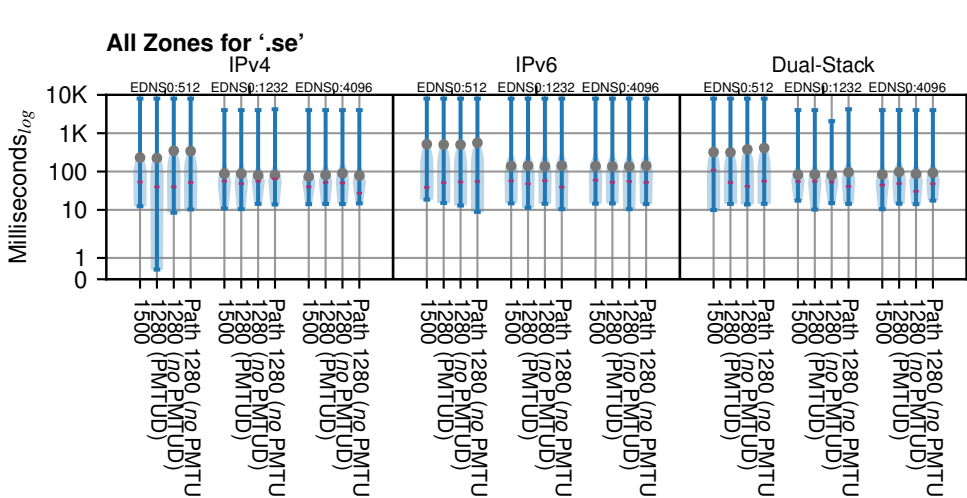 All Zones for ‘.se’
IPv4
IPv6
Dual-Stack
EDNS0:512
EDNS0:1232
EDNS0:4096
EDNS0:512
EDNS0:1232
EDNS0:4096
EDNS0:512
EDNS0:1232
EDNS0:4096
Milliseconds log
10K
1K
100
10
1
0
1500
1280 (PMTUD)
1280 (no PMTUD)
Path 1280 (no PMTU
1500
1280 (PMTUD)
1280 (no PMTUD)
Path 1280 (no PMTU
1500
1280 (PMTUD)
1280 (no PMTUD)
Path 1280 (no PMTU
1500
1280 (PMTUD)
1280 (no PMTUD)
Path 1280 (no PMTU
1500
1280 (PMTUD)
1280 (no PMTUD)
Path 1280 (no PMTU
1500
1280 (PMTUD)
1280 (no PMTUD)
Path 1280 (no PMTU
1500
1280 (PMTUD)
1280 (no PMTUD)
Path 1280 (no PMTU
1500
1280 (PMTUD)
1280 (no PMTUD)
Path 1280 (no PMTU
1500
1280 (PMTUD)
1280 (no PMTUD)
Path 1280 (no PMTU